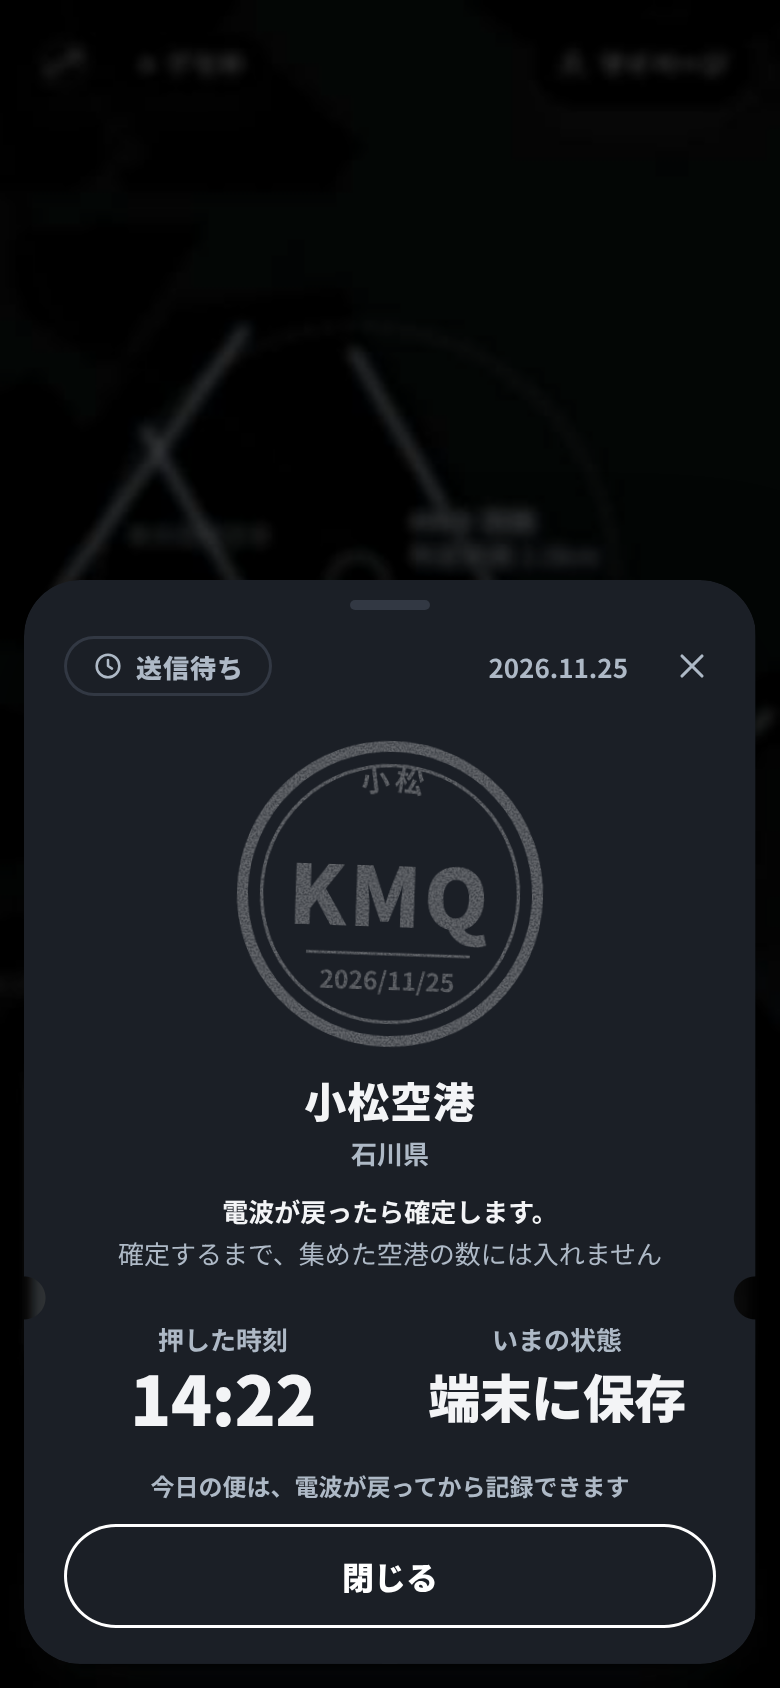 送信待ち
2026.11.25
小松
KMQ
2026/11/25
小松空港
石川県
電波が戻ったら確定します。
確定するまで、集めた空港の数には入れません
押した時刻
いまの状態
14:22
端末に保存
今日の便は、電波が戻ってから記録できます
閉じる